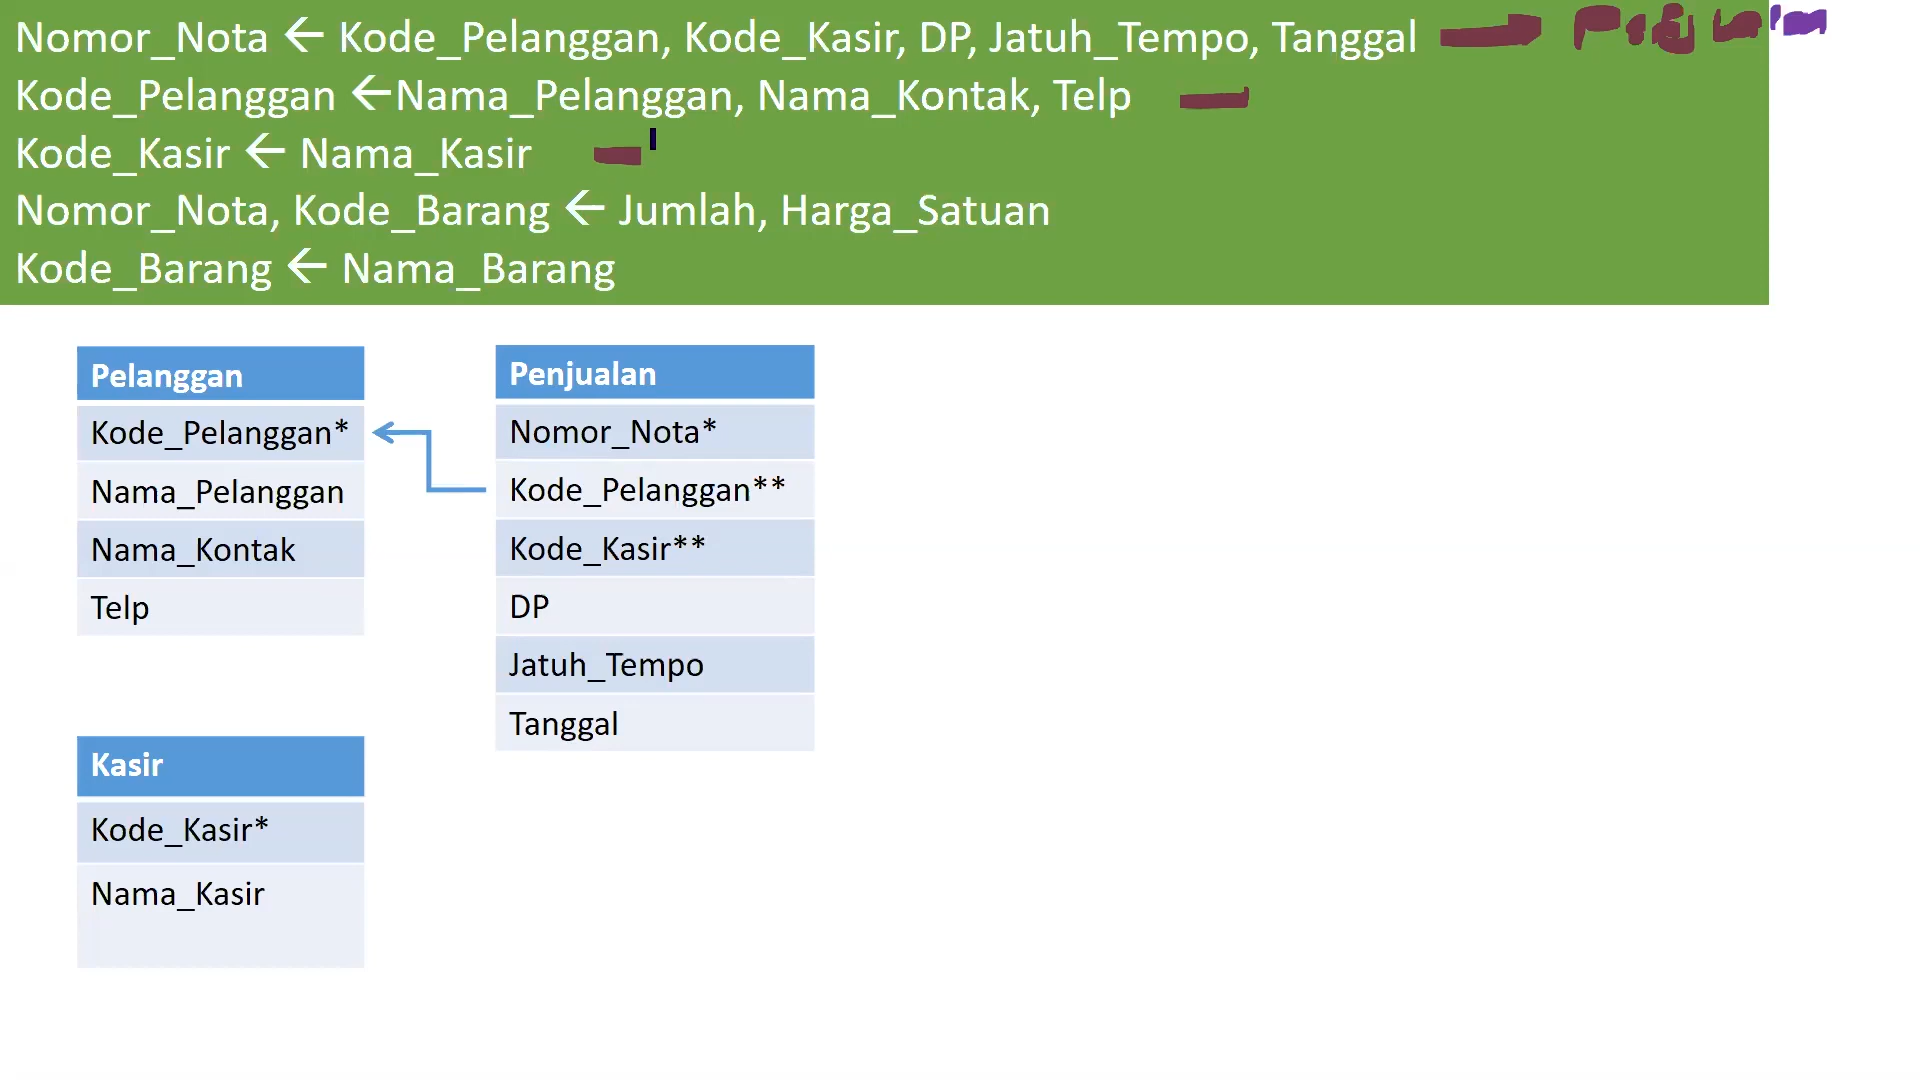 Nomor_Nota ← Kode_Pelanggan, Kode_Kasir, DP, Jatuh_Tempo, Tanggal
Kode_Pelanggan ←Nama_Pelanggan, Nama_Kontak, Telp
Kode_Kasir ← Nama_Kasir
Nomor_Nota, Kode_Barang ← Jumlah, Harga_Satuan
Kode_Barang ← Nama_Barang
Pelanggan
Kode_Pelanggan*
Nama_Pelanggan
Nama_Kontak
Telp
Penjualan
Nomor_Nota*
Kode_Pelanggan**
Kode_Kasir**
DP
Jatuh_Tempo
Tanggal
Kasir
Kode_Kasir*
Nama_Kasir